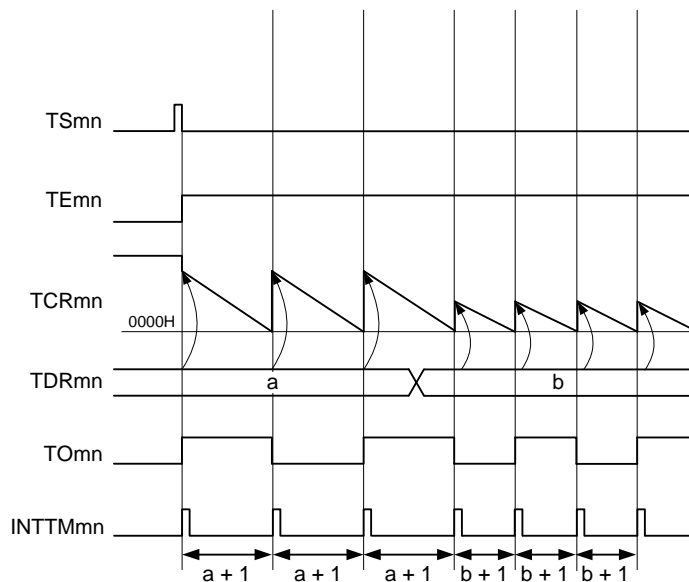 TSmn
TEmn
TCRmn
0000H
TDRmn
a
b
TOmn
INTTMmn
a + 1 a + 1 a + 1 b + 1 b + 1 b + 1